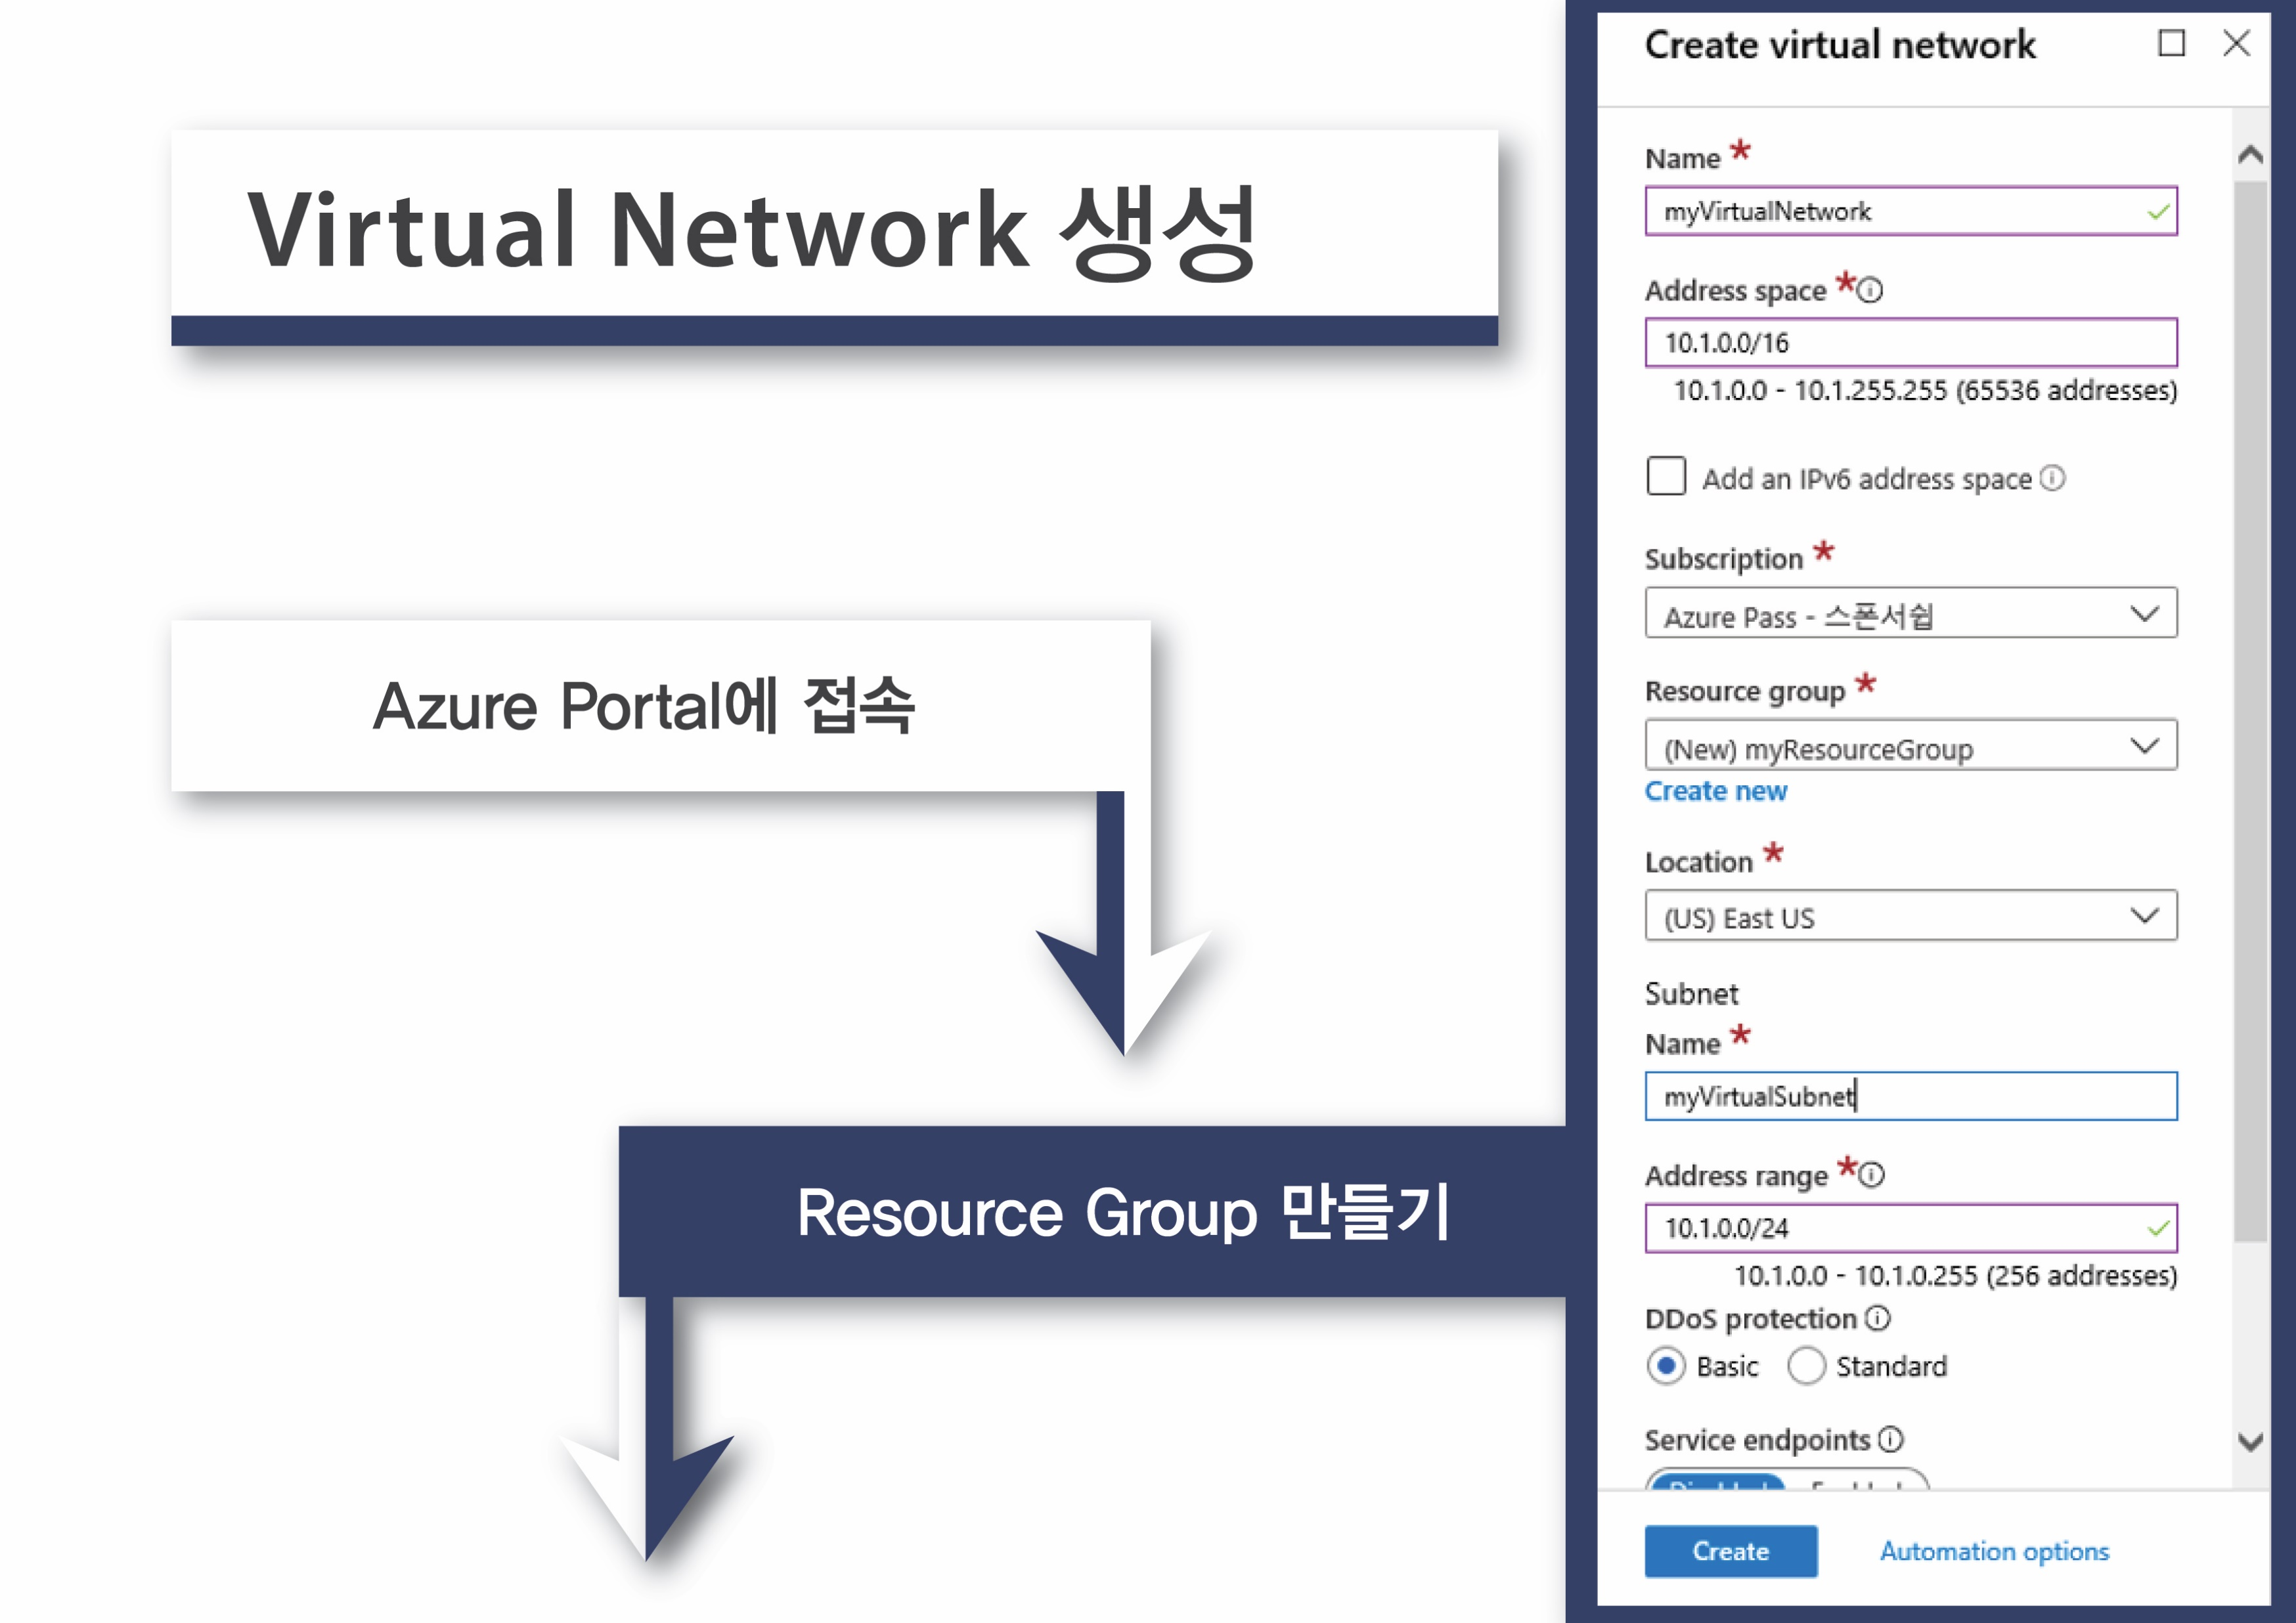 Virtual Network 생성
Azure Portal에 접속
Resource Group 만들기
Create virtual network
Name *
myVirtualNetwork
Address space *
10.1.0.0/16
10.1.0.0 - 10.1.255.255 (65536 addresses)
Add an IPv6 address space
Subscription *
Azure Pass - 스폰서쉽
Resource group *
(New) myResourceGroup
Create new
Location *
(US) East US
Subnet
Name *
myVirtualSubnet
Address range *
10.1.0.0/24
10.1.0.0 - 10.1.0.255 (256 addresses)
DDoS protection
Basic Standard
Service endpoints
Create Automation options